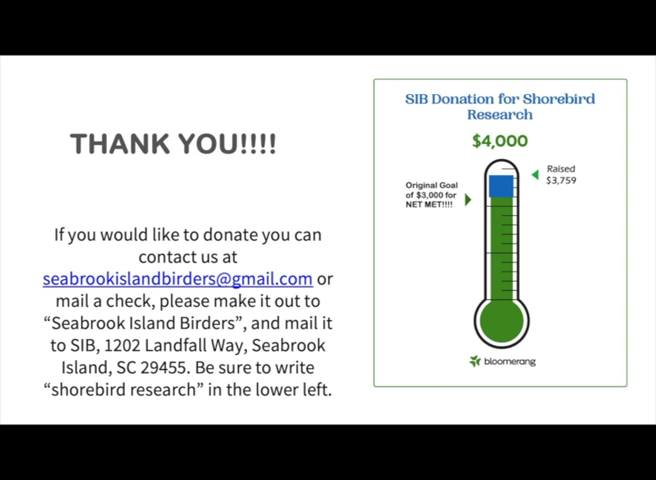 THANK YOU!!!!
If you would like to donate you can
contact us at
seabrookislandbirders@gmail.com or
mail a check, please make it out to
“Seabrook Island Birders”, and mail it
to SIB, 1202 Landfall Way, Seabrook
Island, SC 29455. Be sure to write
“shorebird research” in the lower left.
SIB Donation for Shorebird
Research
$4,000
Raised
$3,759
Original Goal
of $3,000 for
NET MET!!!!
bloomerang